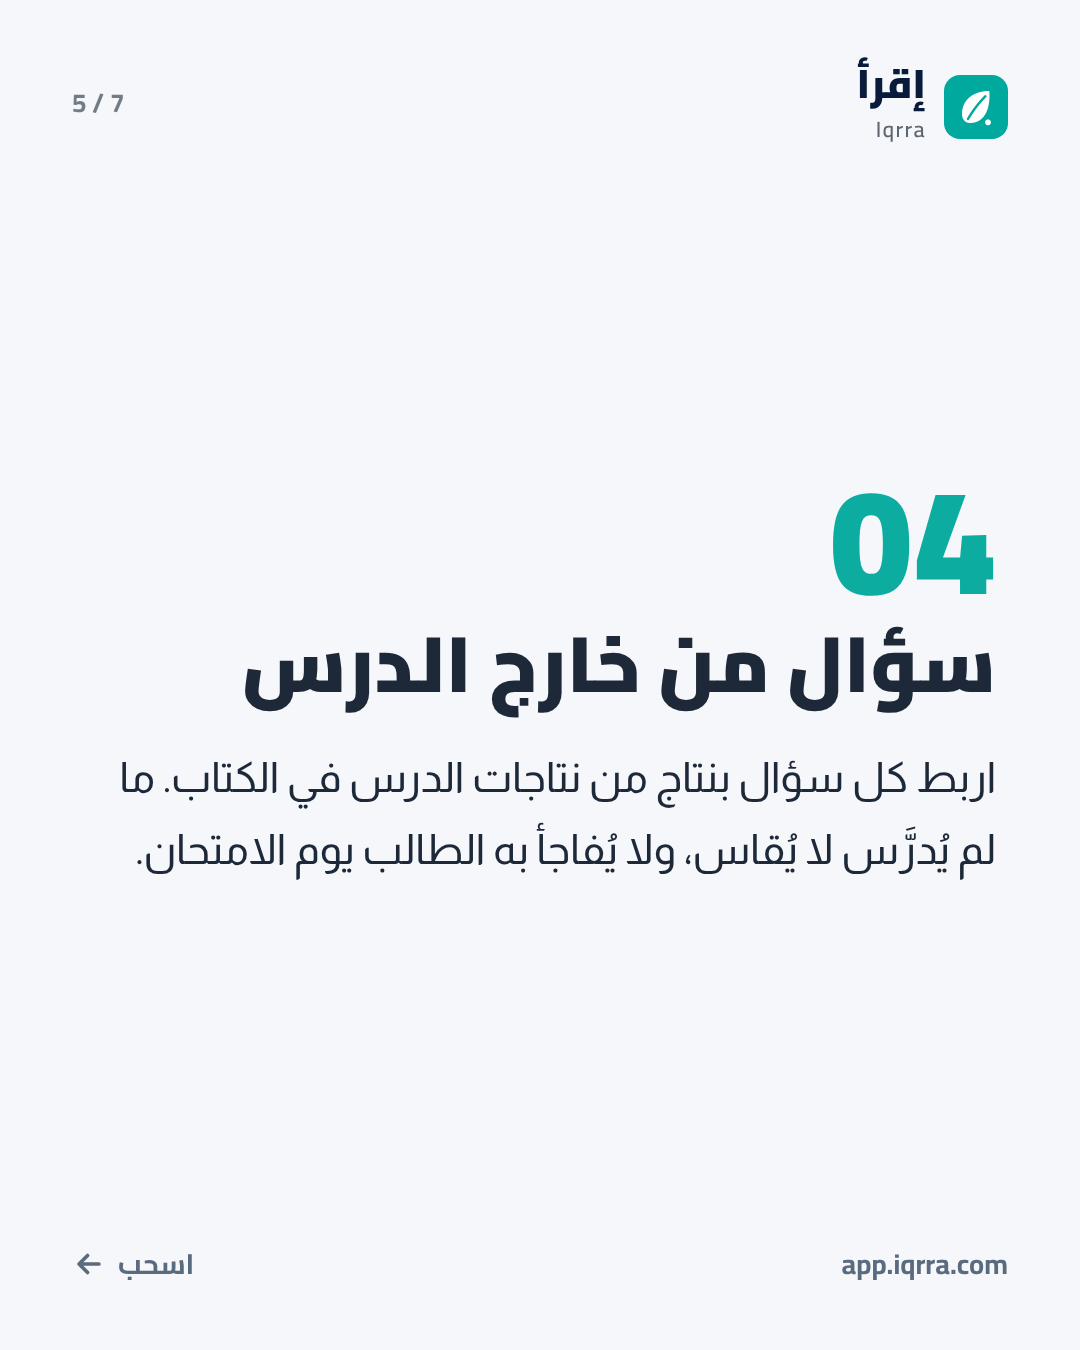 إقرأ
Iqrra
5 / 7
04
سؤال من خارج الدرس
اربط كل سؤال بنتاج من نتاجات الدرس في الكتاب. ما
لم يُدرَّس لا يُقاس، ولا يُفاجأ به الطالب يوم الامتحان.
app.iqrra.com
اسحب ←